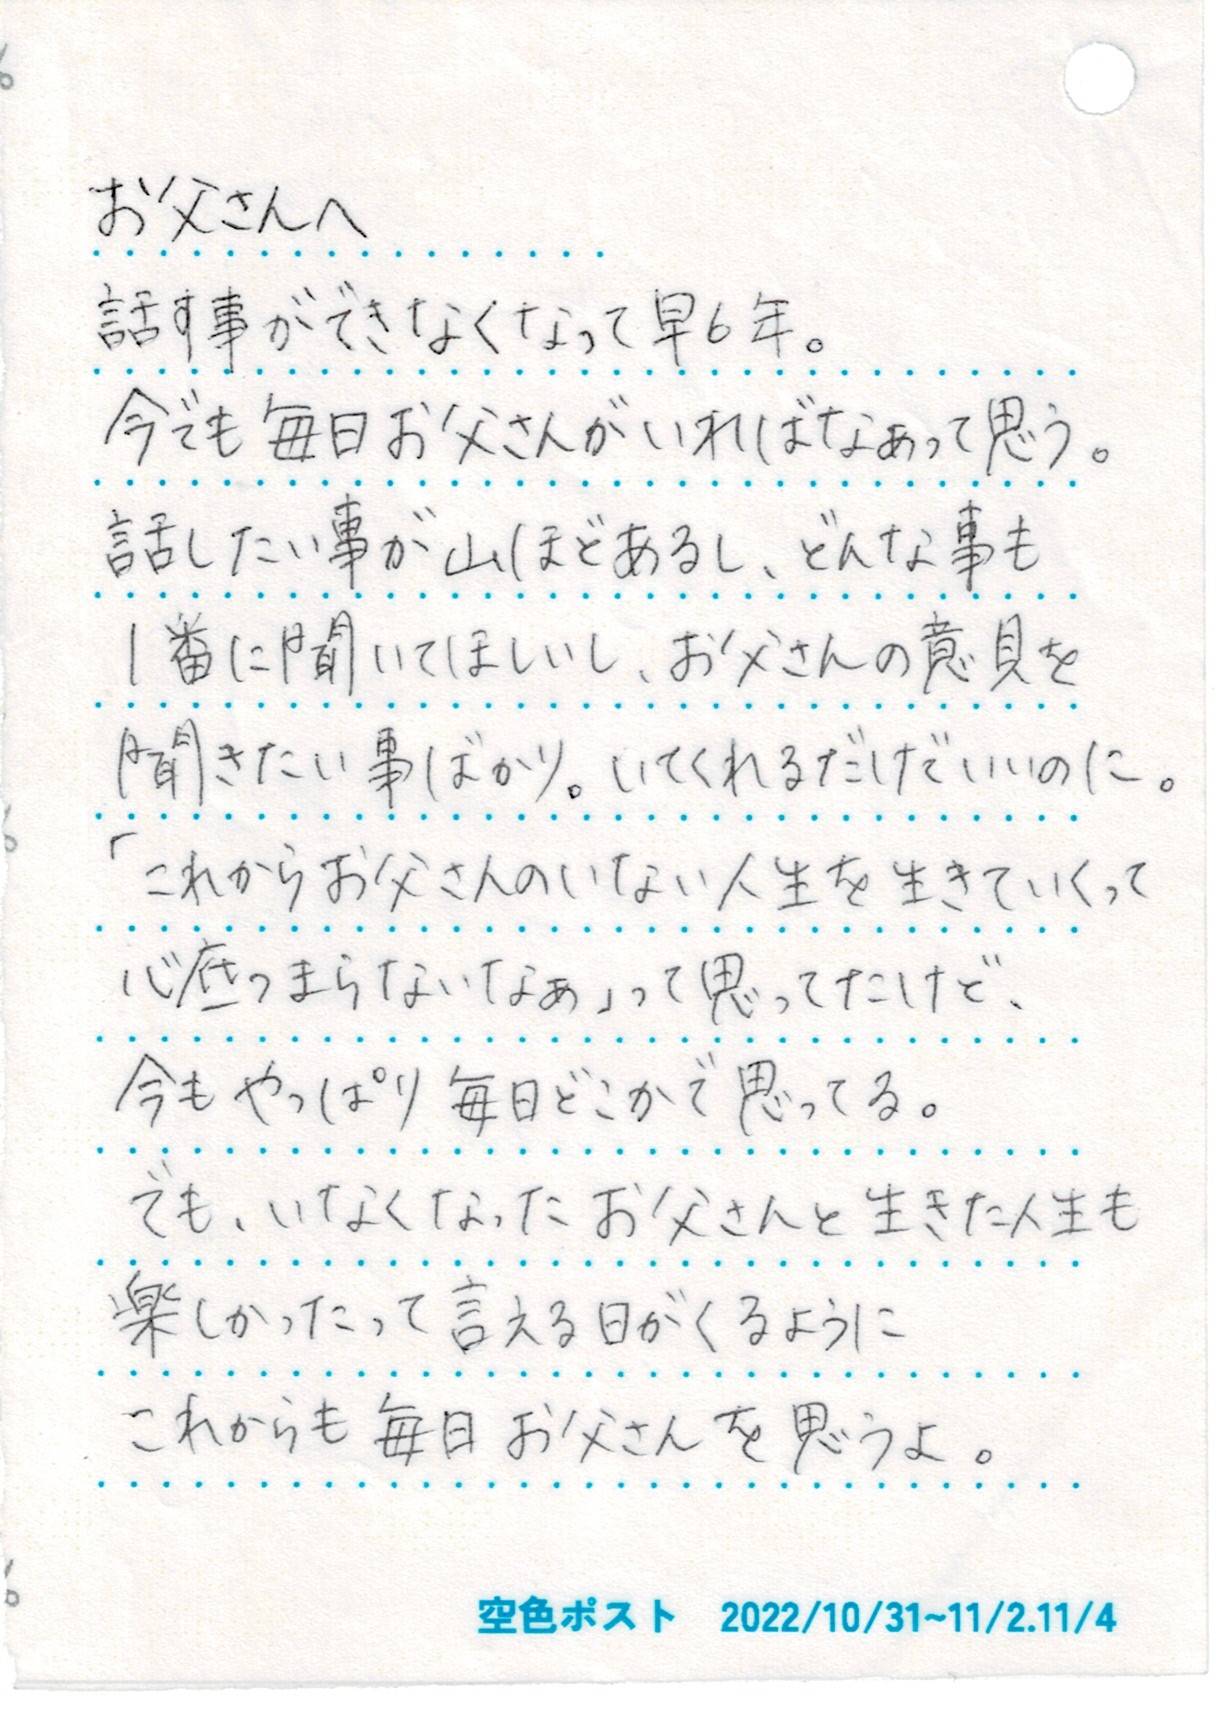 お父さんへ
話す事ができなくなって早6年。
今でも毎日お父さんがいればなぁって思う。
話したい事が山ほどあるし、どんな事も
1番に聞いてほしいし、お父さんの意見を
聞きたい事ばかり。いてくれるだけでいいのに。
「これからお父さんのいない人生を生きていくって
心底つまらないなぁ」って思ってたけど、
今もやっぱり毎日どこかで思ってる。
でも、いなくなったお父さんと生きた人生も
楽しかったって言える日がくるように
これからも毎日お父さんを思うよ。
空色ポスト 2022/10/31~11/2.11/4